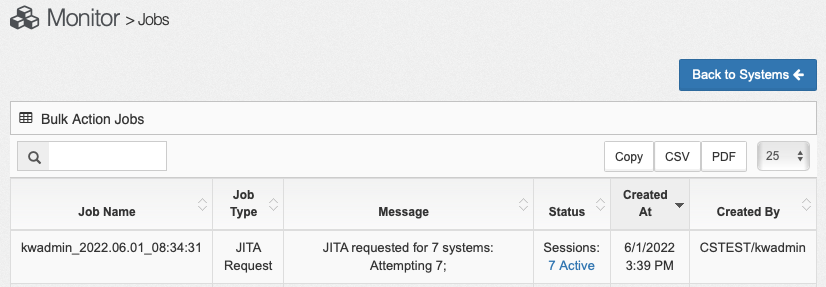 Monitor > Jobs
Back to Systems
Bulk Action Jobs
Copy CSV PDF 25
Job Name Job Type Message Status Created At Created By
kwadmin_2022.06.01_08:34:31 JITA Request JITA requested for 7 systems: Attempting 7; Sessions: 7 Active 6/1/2022 3:39 PM CSTEST/kwadmin